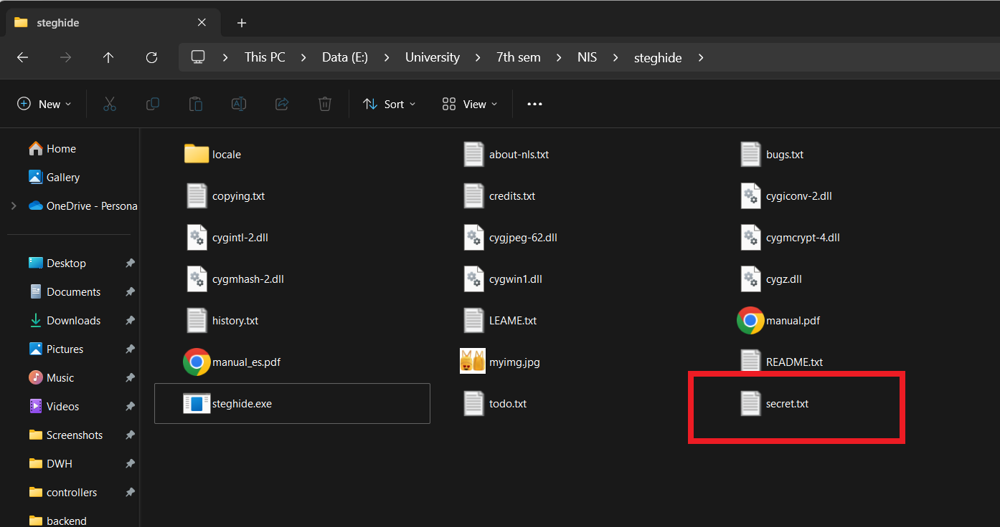 steghide
This PC > Data (E:) > University > 7th sem > NIS > steghide >
New
Sort
View
Home
Gallery
OneDrive - Persona
Desktop
Documents
Downloads
Pictures
Music
Videos
Screenshots
DWH
controllers
backend
locale about-nls.txt bugs.txt
copying.txt credits.txt cygiconv-2.dll
cygintl-2.dll cygjpeg-62.dll cygmcrypt-4.dll
cygmhash-2.dll cygwin1.dll cygz.dll
history.txt LEAME.txt manual.pdf
manual_es.pdf myimg.jpg README.txt
steghide.exe todo.txt secret.txt